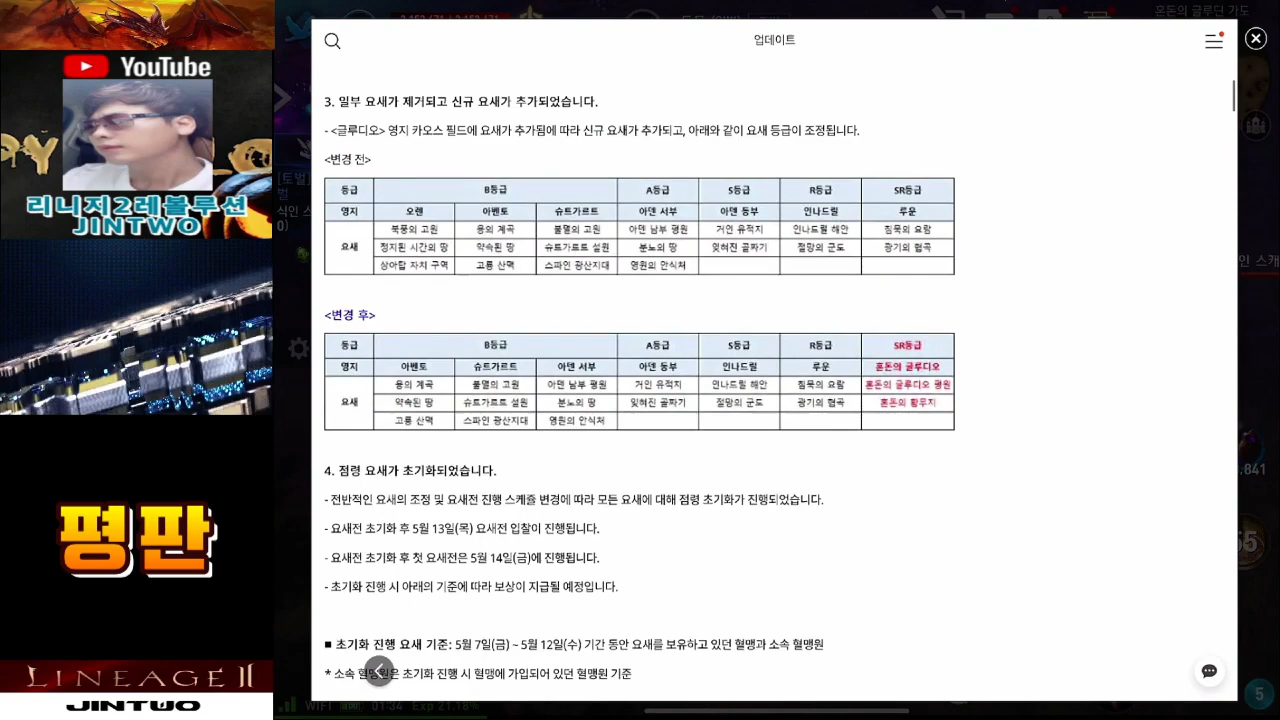 YouTube
리니지2레볼루션
JINTWO
평판
LINEAGE II
JINTUO
업데이트
3. 일부 요새가 제거되고 신규 요새가 추가되었습니다.
- <글루디오> 영지 카오스 필드에 요새가 추가됨에 따라 신규 요새가 추가되고, 아래와 같이 요새 등급이 조정됩니다.
<변경 전>
등급 B등급 A등급 S등급 R등급 SR등급
영지 오렌 아벤토 슈트가르트 아덴 서부 아덴 동부 인나드릴 루운
북풍의 고원 용의 계곡 불멸의 고원 아덴 남부 평원 거인 유적지 인나드릴 해안 침묵의 요람
요새 정지된 시간의 땅 약속된 땅 슈트가르트 설원 분노의 땅 잊혀진 골짜기 절망의 군도 광기의 협곡
상아탑 자치 구역 고룡 산맥 스파인 광산지대 영원의 안식처
<변경 후>
등급 B등급 A등급 S등급 R등급 SR등급
영지 아벤토 슈트가르트 아덴 서부 아덴 동부 인나드릴 루운 혼돈의 글루디오
용의 계곡 불멸의 고원 아덴 남부 평원 거인 유적지 인나드릴 해안 침묵의 요람 혼돈의 글루디오 평원
요새 약속된 땅 슈트가르트 설원 분노의 땅 잊혀진 골짜기 절망의 군도 광기의 협곡 혼돈의 황무지
고룡 산맥 스파인 광산지대 영원의 안식처
4. 점령 요새가 초기화되었습니다.
- 전반적인 요새의 조정 및 요새전 진행 스케쥴 변경에 따라 모든 요새에 대해 점령 초기화가 진행되었습니다.
- 요새전 초기화 후 5월 13일(목) 요새전 입찰이 진행됩니다.
- 요새전 초기화 후 첫 요새전은 5월 14일(금)에 진행됩니다.
- 초기화 진행 시 아래의 기준에 따라 보상이 지급될 예정입니다.
■ 초기화 진행 요새 기준: 5월 7일(금) ~ 5월 12일(수) 기간 동안 요새를 보유하고 있던 혈맹과 소속 혈맹원
* 소속 혈맹원은 초기화 진행 시 혈맹에 가입되어 있던 혈맹원 기준
WIFI 01:34 Exp 21.18%
혼돈의 글루딘 가도
.841
55
5